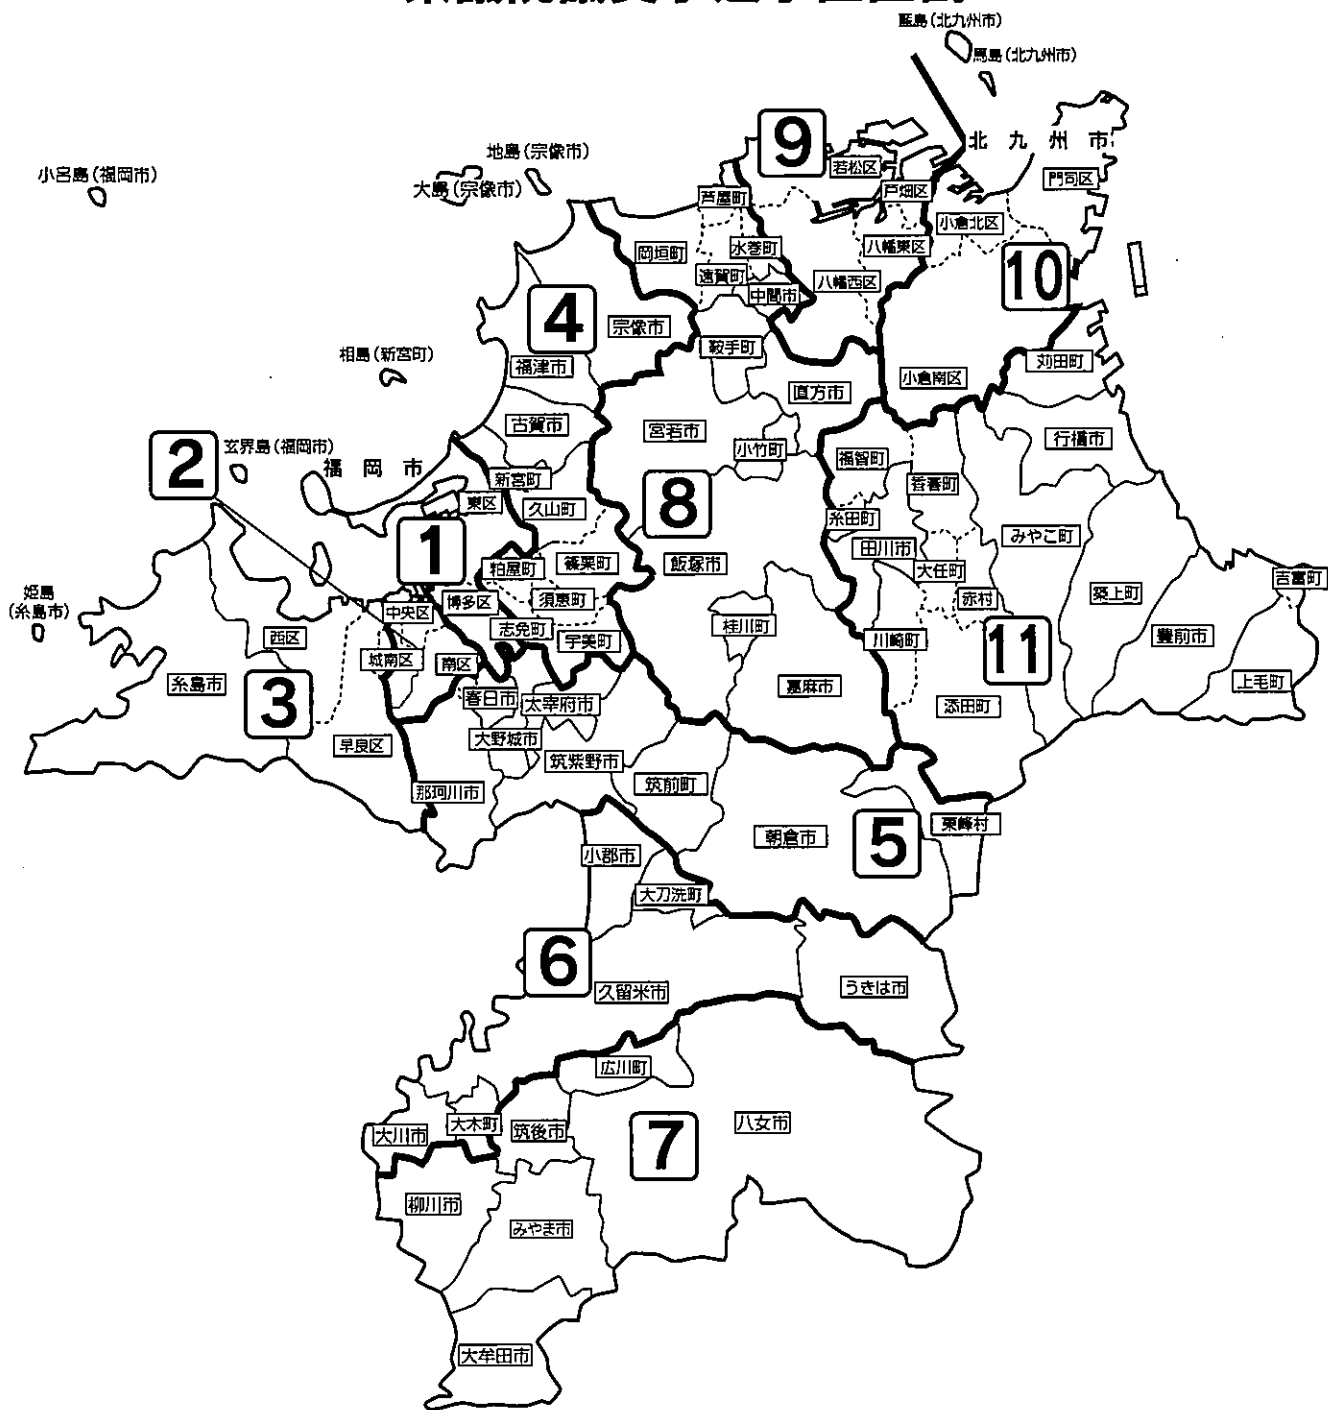 藍島(北九州市)
馬島(北九州市)
北九州市
9
若松区
戸畑区
門司区
地島(宗像市)
大島(宗像市)
小呂島(福岡市)
芦屋町
小倉北区
岡垣町
水巻町
八幡東区
遠賀町
中間市
八幡西区
10
4
宗像市
相島(新宮町)
鞍手町
福津市
直方市
小倉南区
苅田町
古賀市
宮若市
小竹町
行橋市
2
玄界島(福岡市)
福岡市
新宮町
福智町
香春町
東区
久山町
8
糸田町
みやこ町
1
粕屋町
篠栗町
飯塚市
田川市
大任町
吉富町
姫島
(糸島市)
中央区
博多区
須恵町
赤村
築上町
西区
志免町
宇美町
桂川町
川崎町
11
豊前市
城南区
南区
糸島市
3
春日市
太宰府市
嘉麻市
添田町
上毛町
早良区
大野城市
筑紫野市
那珂川市
筑前町
朝倉市
5
東峰村
小郡市
大刀洗町
6
久留米市
うきは市
広川町
大木町
大川市
筑後市
7
八女市
柳川市
みやま市
大牟田市